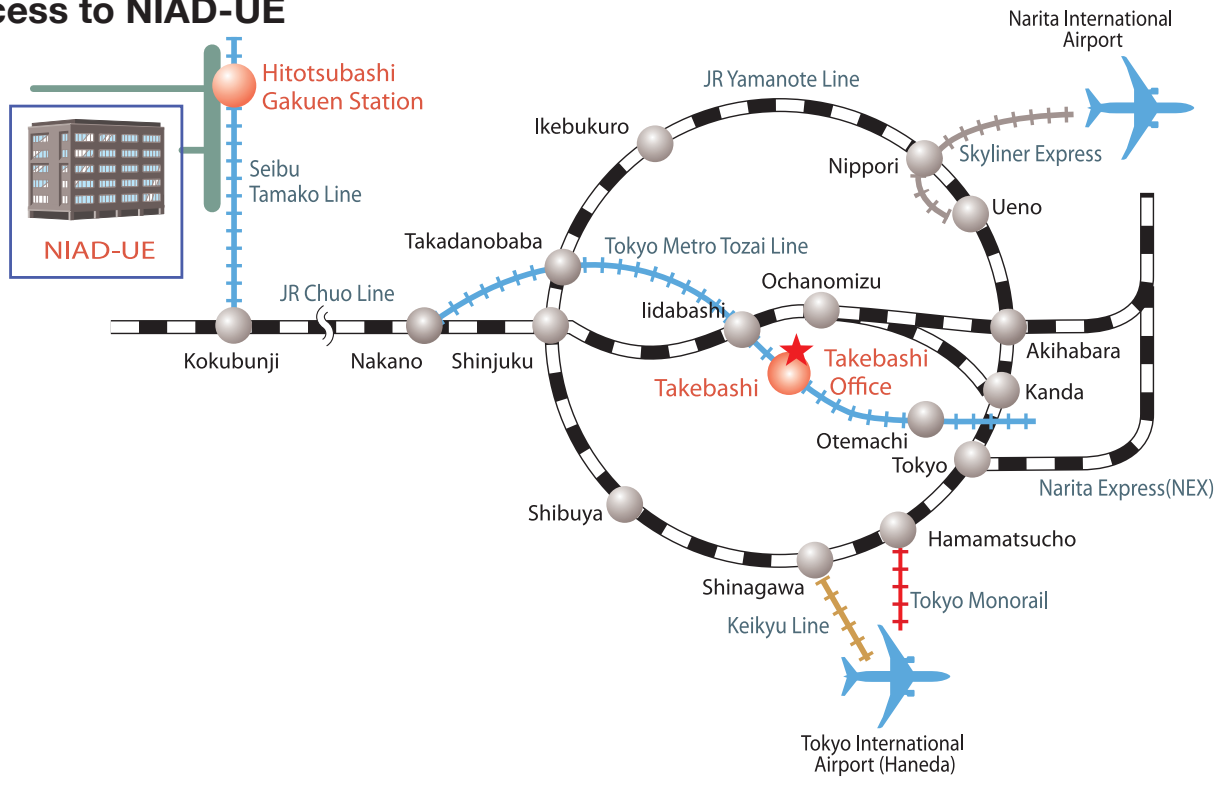 cess to NIAD-UE
Narita International
Airport
Hitotsubashi
Gakuen Station
JR Yamanote Line
Ikebukuro
Nippori
Skyliner Express
Seibu
Tamako Line
Ueno
NIAD-UE
Takadanobaba
Tokyo Metro Tozai Line
Ochanomizu
JR Chuo Line
Iidabashi
Kokubunji
Nakano
Shinjuku
Akihabara
Takebashi
Takebashi
Office
Kanda
Otemachi
Tokyo
Narita Express(NEX)
Shibuya
Hamamatsucho
Shinagawa
Tokyo Monorail
Keikyu Line
Tokyo International
Airport (Haneda)